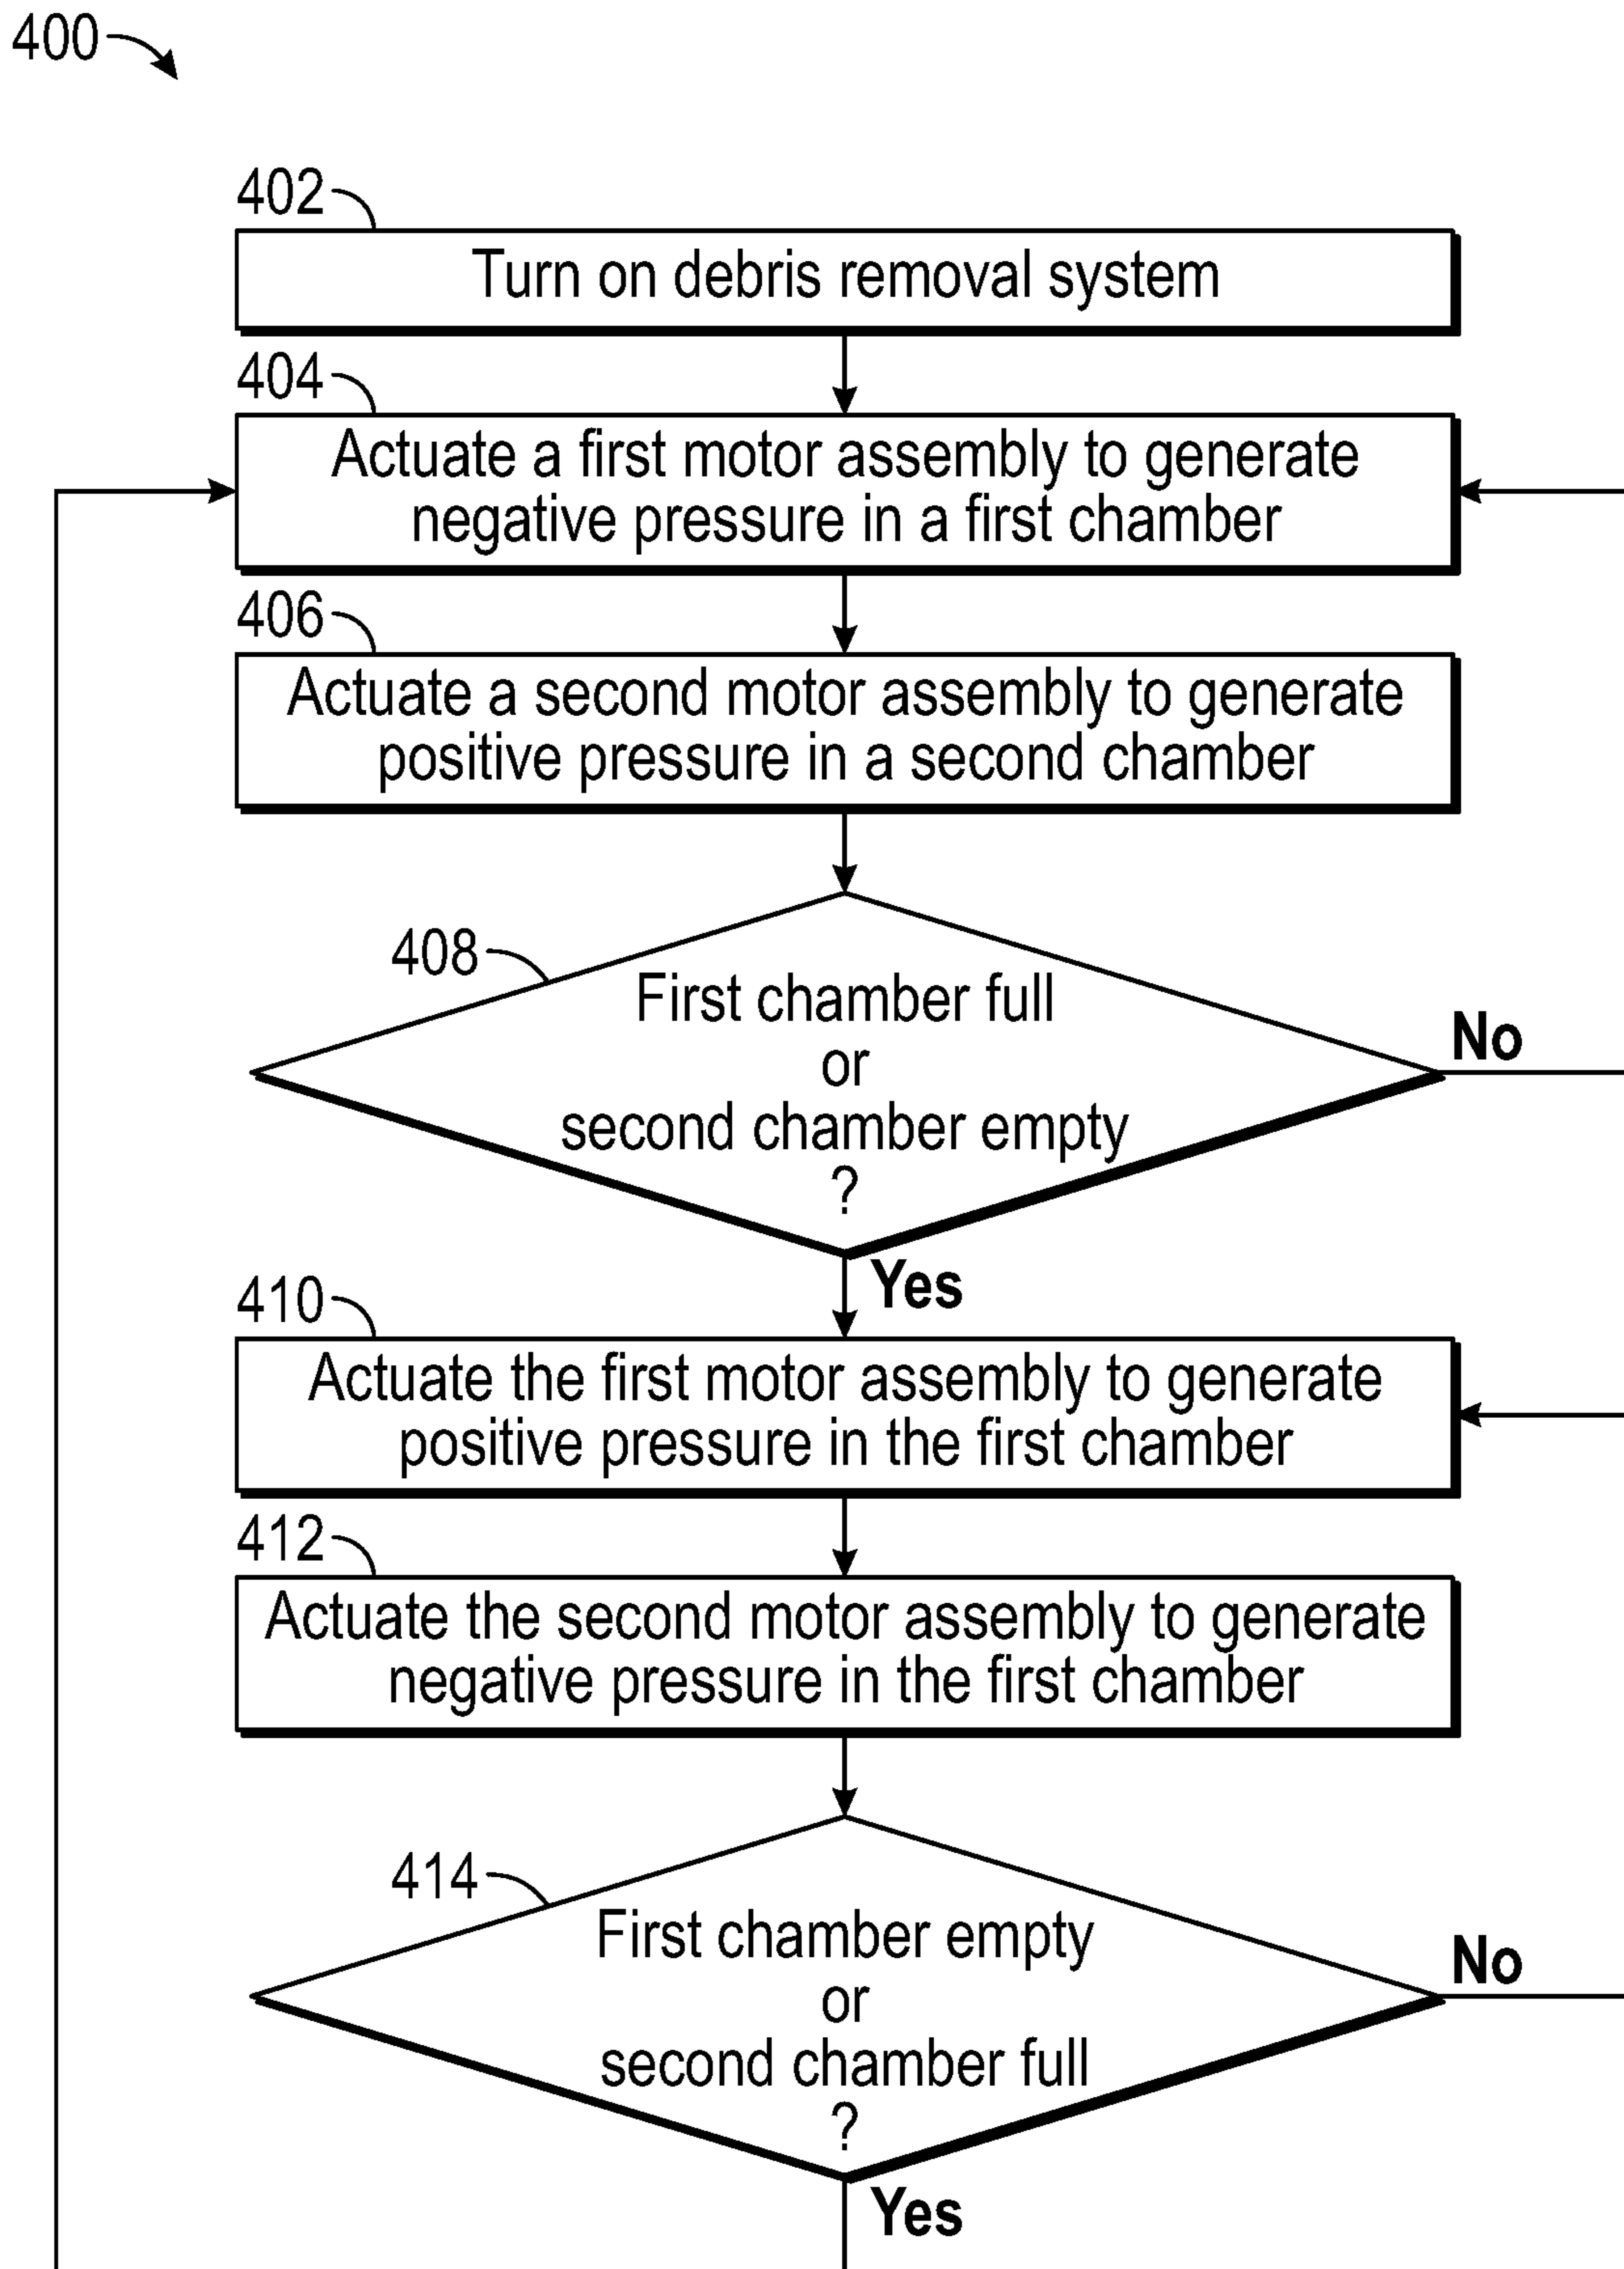 400
402
Turn on debris removal system
404
Actuate a first motor assembly to generate
negative pressure in a first chamber
406
Actuate a second motor assembly to generate
positive pressure in a second chamber
408
First chamber full
or
second chamber empty
?
No
Yes
410
Actuate the first motor assembly to generate
positive pressure in the first chamber
412
Actuate the second motor assembly to generate
negative pressure in the first chamber
414
First chamber empty
or
second chamber full
?
No
Yes